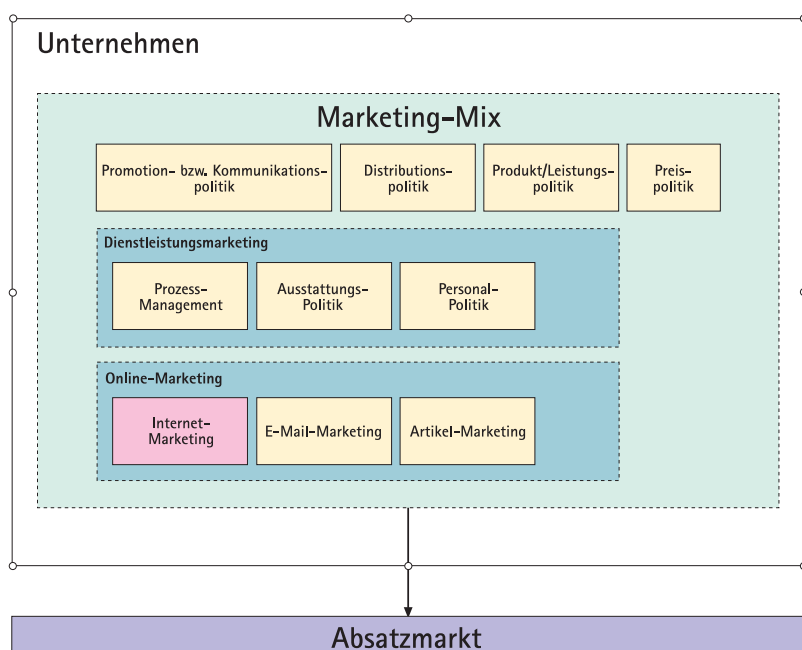 Unternehmen
Marketing-Mix
Promotion- bzw. Kommunikations-
politik
Distributions-
politik
Produkt/Leistungs-
politik
Preis-
politik
Dienstleistungsmarketing
Prozess-
Management
Ausstattungs-
Politik
Personal-
Politik
Online-Marketing
Internet-
Marketing
E-Mail-Marketing
Artikel-Marketing
Absatzmarkt